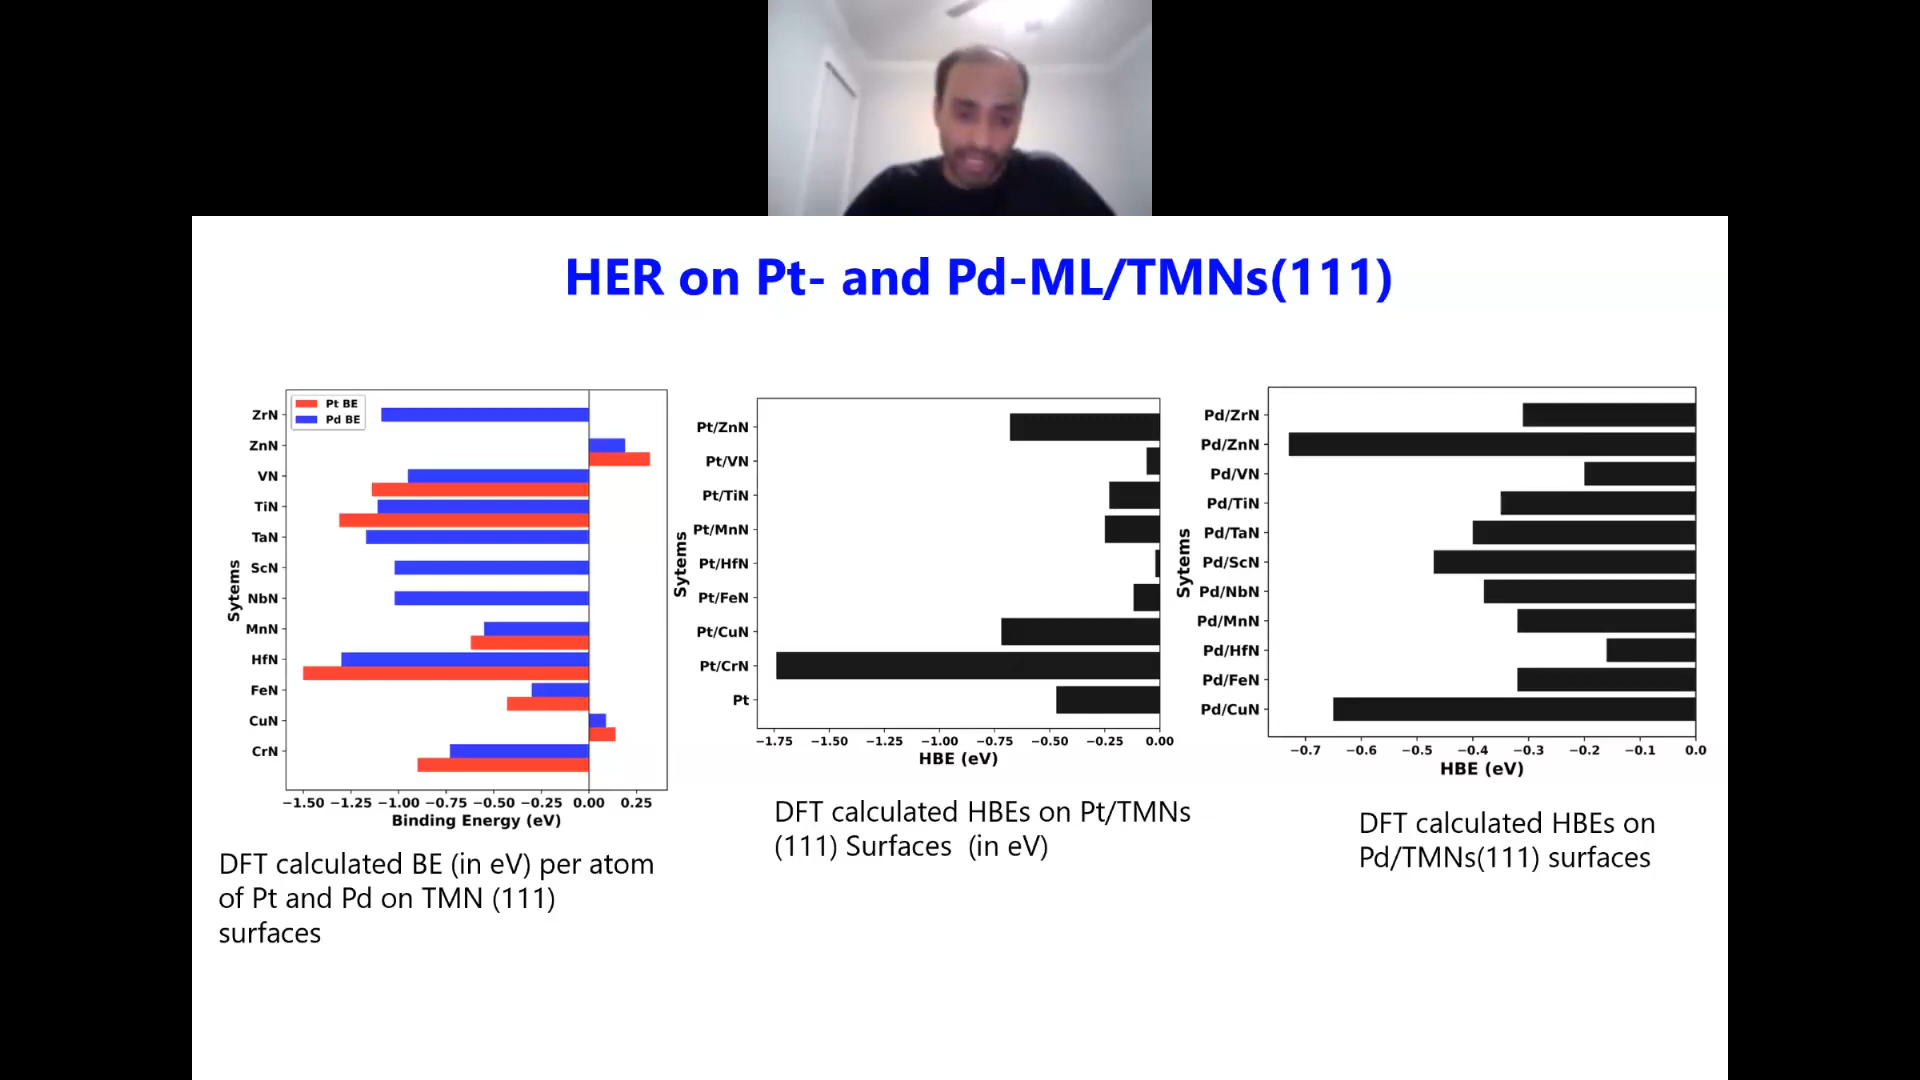 HER on Pt- and Pd-ML/TMNs(111)
Pt BE
Pd BE
ZrN
ZnN
VN
TiN
TaN
ScN
NbN
MnN
HfN
FeN
CuN
CrN
Sytems
−1.50 −1.25 −1.00 −0.75 −0.50 −0.25 0.00 0.25
Binding Energy (eV)
DFT calculated BE (in eV) per atom
of Pt and Pd on TMN (111)
surfaces
Pt/ZnN
Pt/VN
Pt/TiN
Pt/MnN
Pt/HfN
Pt/FeN
Pt/CuN
Pt/CrN
Pt
Sytems
−1.75 −1.50 −1.25 −1.00 −0.75 −0.50 −0.25 0.00
HBE (eV)
DFT calculated HBEs on Pt/TMNs
(111) Surfaces (in eV)
Pd/ZrN
Pd/ZnN
Pd/VN
Pd/TiN
Pd/TaN
Pd/ScN
Pd/NbN
Pd/MnN
Pd/HfN
Pd/FeN
Pd/CuN
Sytems
−0.7 −0.6 −0.5 −0.4 −0.3 −0.2 −0.1 0.0
HBE (eV)
DFT calculated HBEs on
Pd/TMNs(111) surfaces